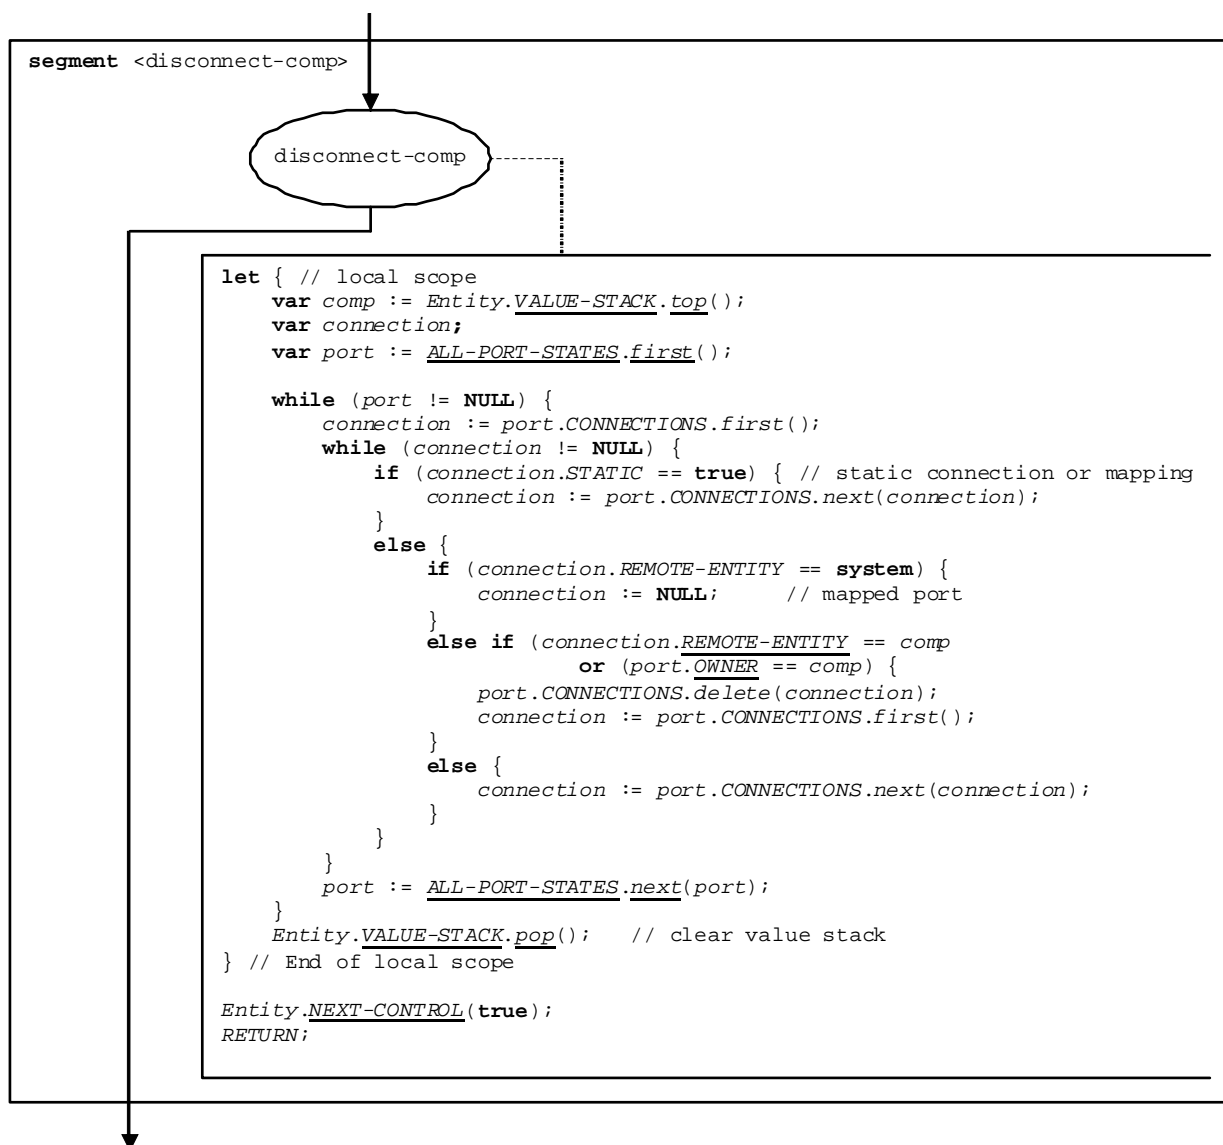 segment <disconnect-comp>
disconnect-comp
let { // local scope
var comp := Entity.VALUE-STACK.top();
var connection;
var port := ALL-PORT-STATES.first();
while (port != NULL) {
connection := port.CONNECTIONS.first();
while (connection != NULL) {
if (connection.STATIC == true) { // static connection or mapping
connection := port.CONNECTIONS.next(connection);
}
else {
if (connection.REMOTE-ENTITY == system) {
connection := NULL; // mapped port
}
else if (connection.REMOTE-ENTITY == comp
or (port.OWNER == comp) {
port.CONNECTIONS.delete(connection);
connection := port.CONNECTIONS.first();
}
else {
connection := port.CONNECTIONS.next(connection);
}
}
}
port := ALL-PORT-STATES.next(port);
}
Entity.VALUE-STACK.pop(); // clear value stack
} // End of local scope
Entity.NEXT-CONTROL(true);
RETURN;